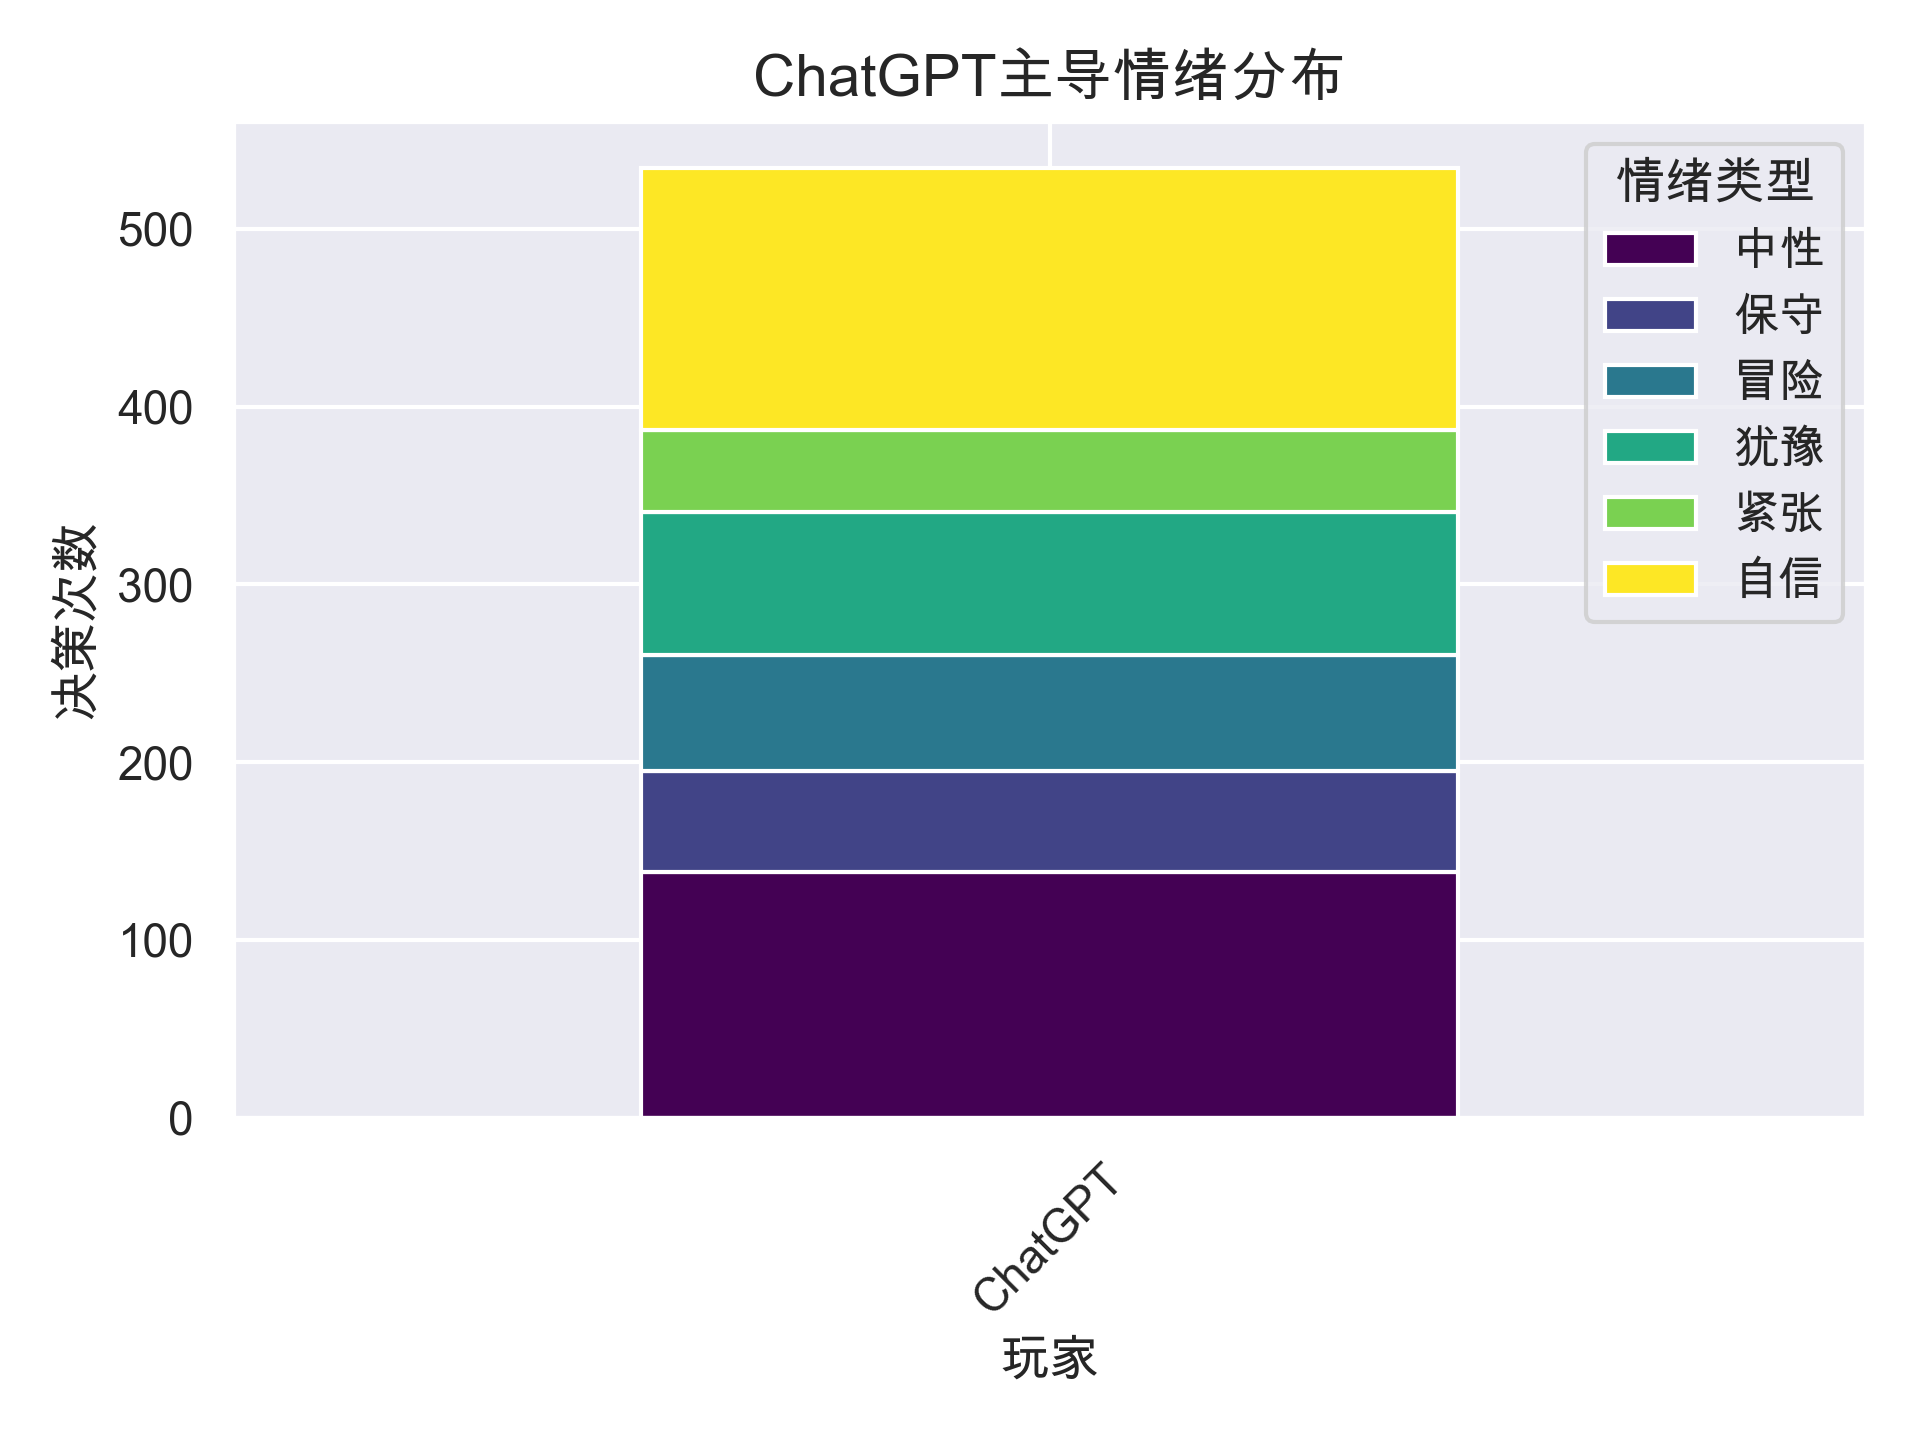 ChatGPT主导情绪分布
情绪类型
中性
保守
冒险
犹豫
紧张
自信
500
400
300
200
100
0
决策次数
ChatGPT
玩家